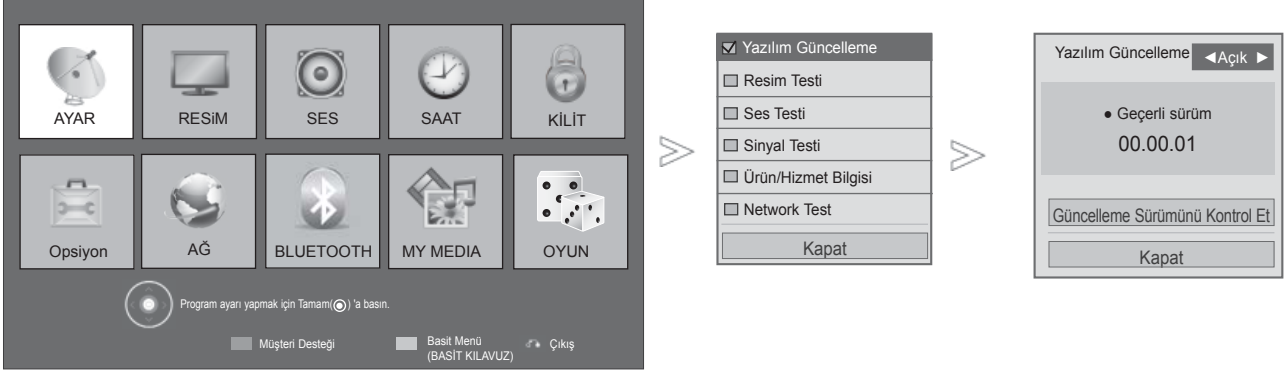 AYAR
RESiM
SES
SAAT
KİLİT
Opsiyon
AĞ
BLUETOOTH
MY MEDIA
OYUN
Program ayarı yapmak için Tamam(◉) 'a basın.
Müşteri Desteği
Basit Menü
(BASİT KILAVUZ)
Çıkış
Yazılım Güncelleme
Resim Testi
Ses Testi
Sinyal Testi
Ürün/Hizmet Bilgisi
Network Test
Kapat
Yazılım Güncelleme ◄Açık ►
● Geçerli sürüm
00.00.01
Güncelleme Sürümünü Kontrol Et
Kapat